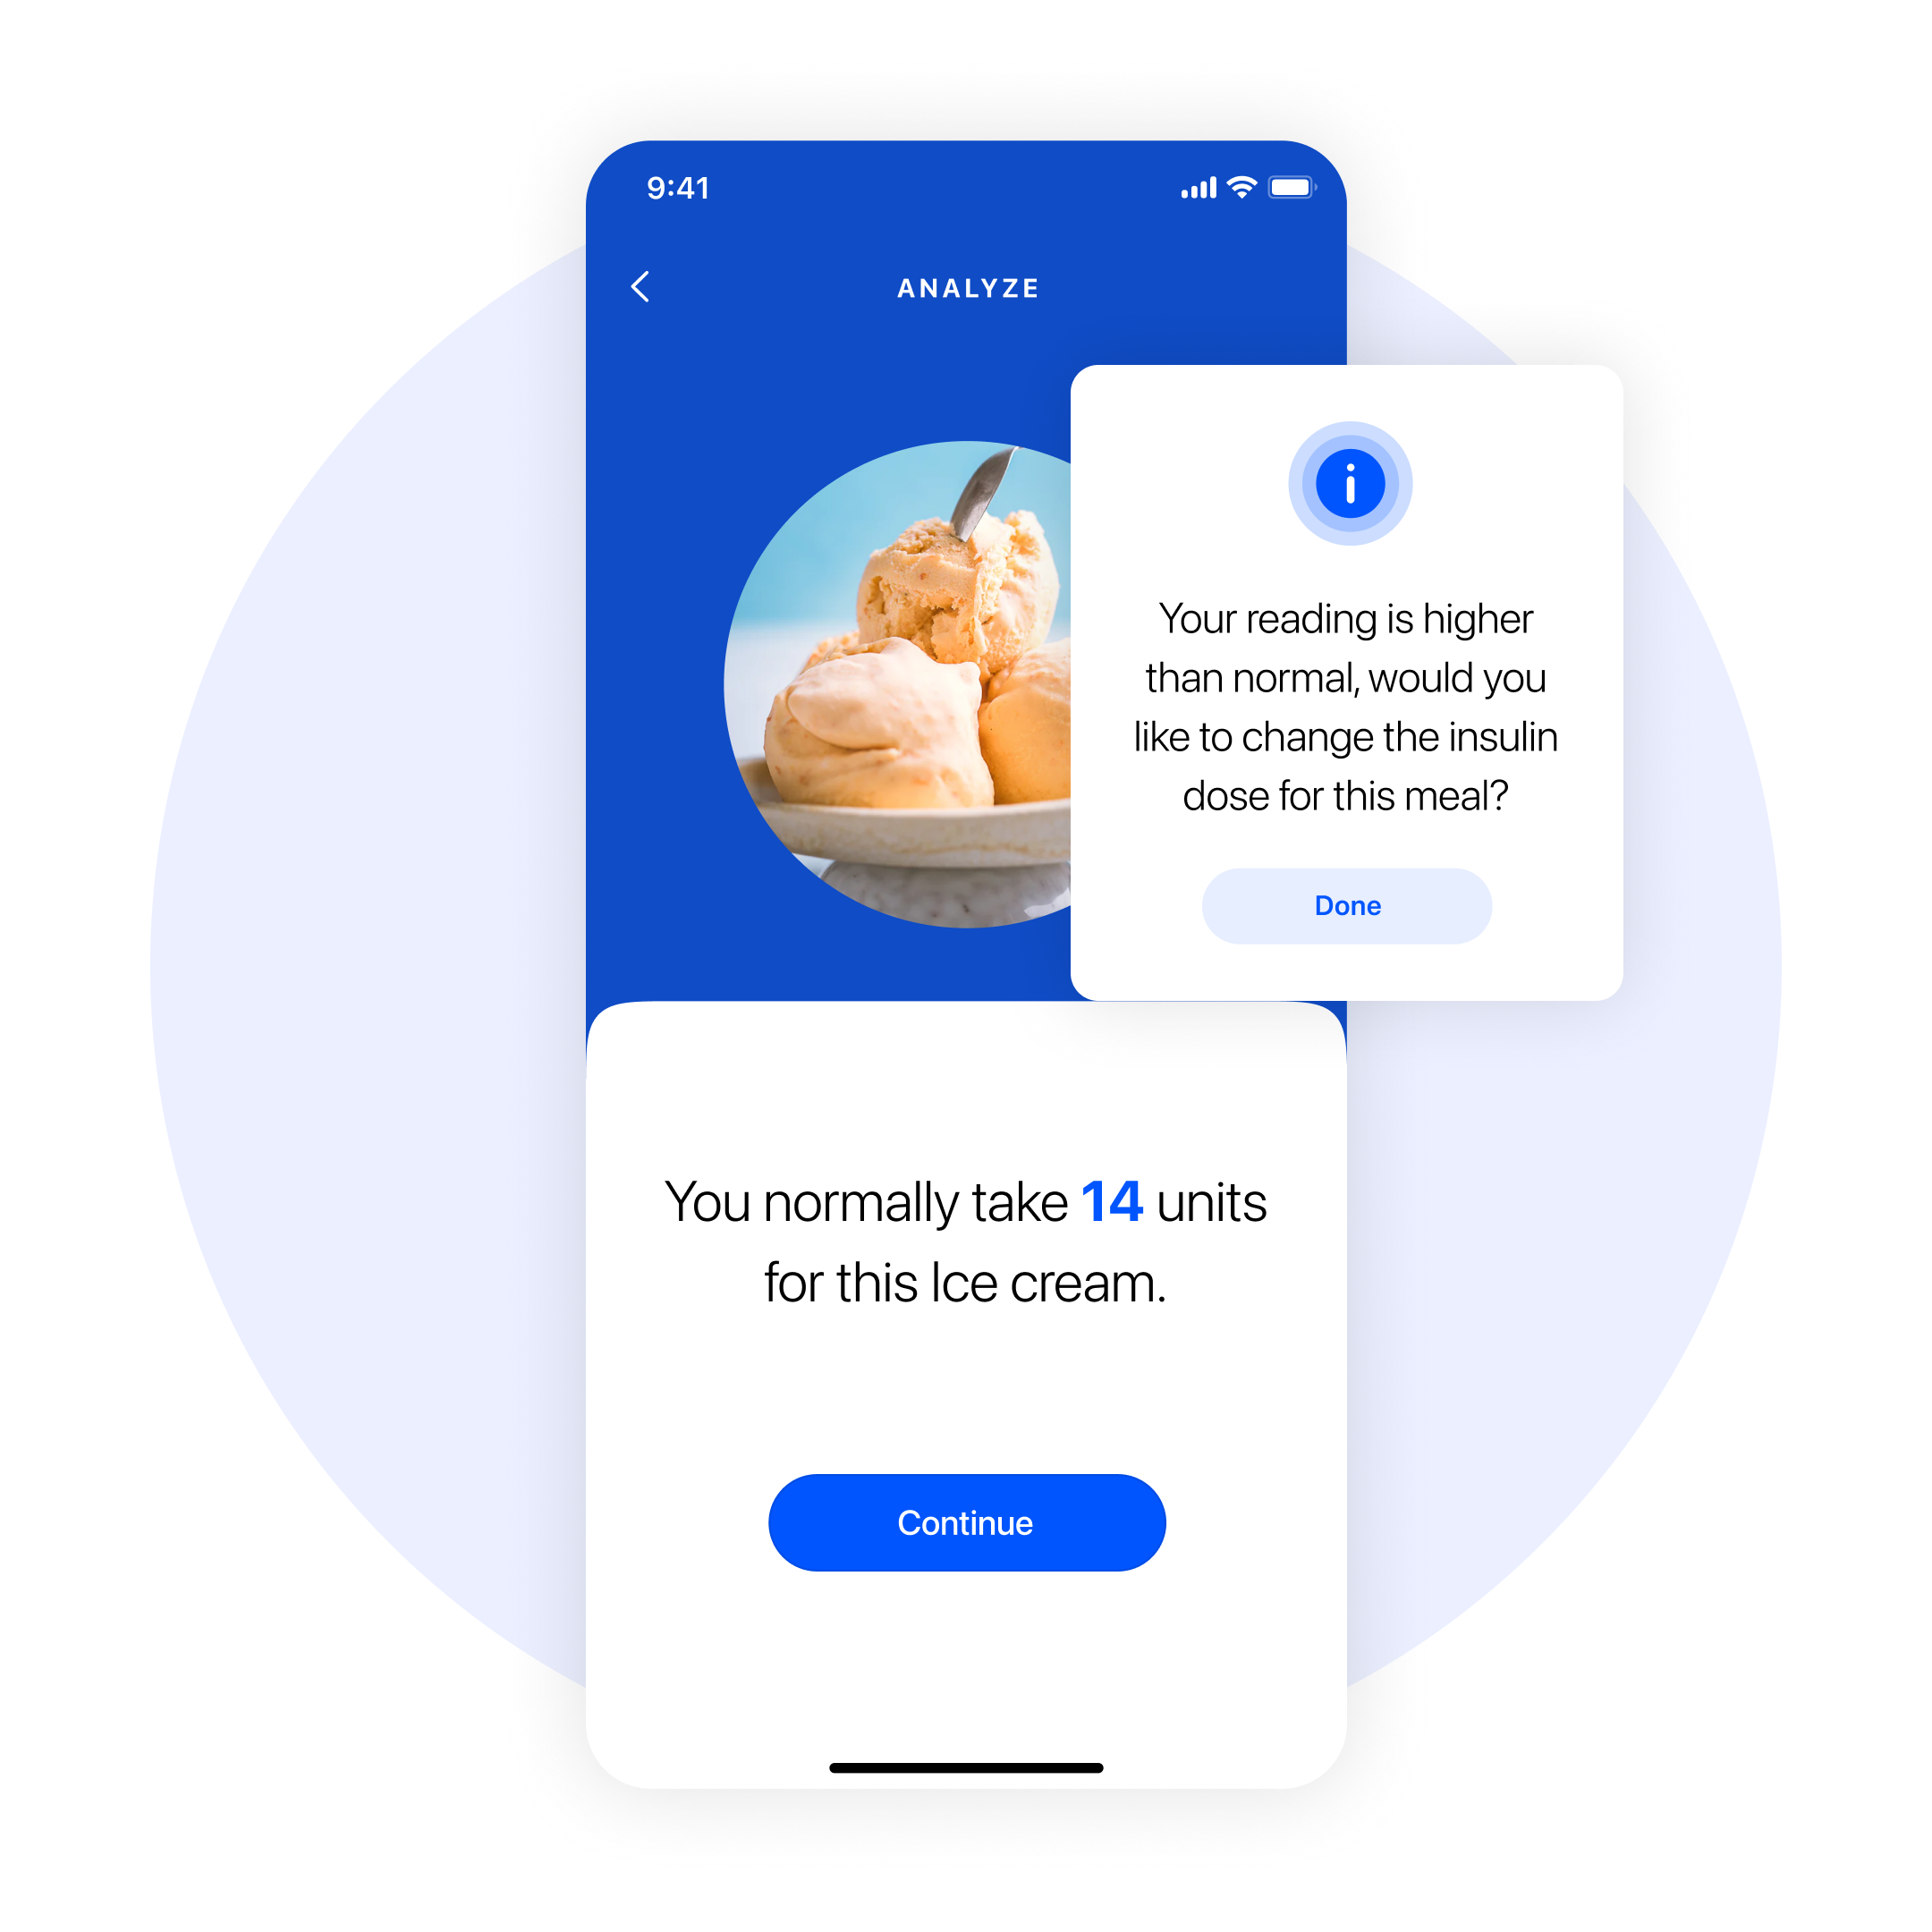 9:41
ANALYZE
Your reading is higher
than normal, would you
like to change the insulin
dose for this meal?
Done
You normally take 14 units
for this Ice cream.
Continue